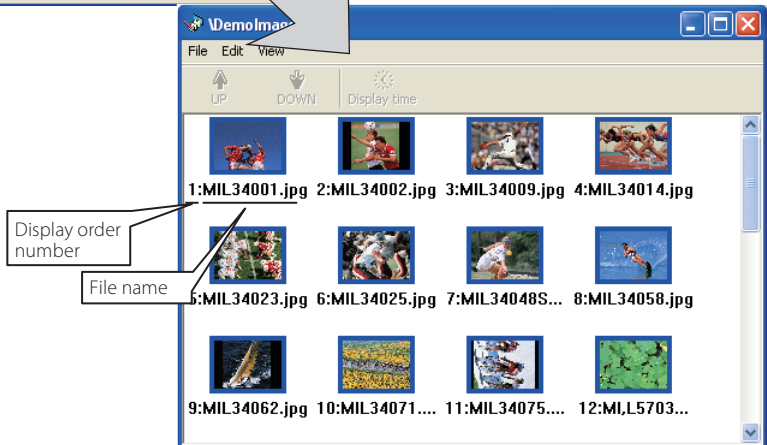 \DemoImag
File Edit View
UP DOWN Display time
1:MIL34001.jpg 2:MIL34002.jpg 3:MIL34009.jpg 4:MIL34014.jpg
Display order
number
File name
5:MIL34023.jpg 6:MIL34025.jpg 7:MIL34048S... 8:MIL34058.jpg
9:MIL34062.jpg 10:MIL34071.... 11:MIL34075.... 12:MI,L5703...